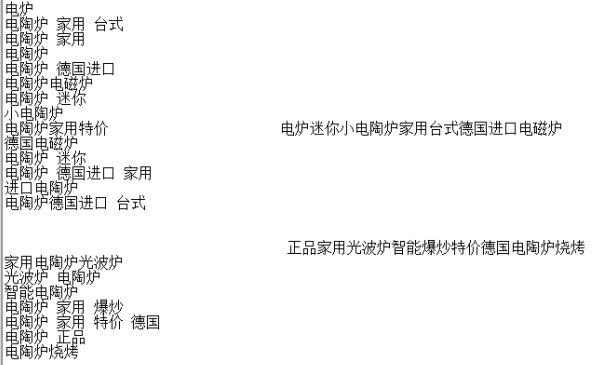 电炉
电陶炉 家用 台式
电陶炉 家用
电陶炉
电陶炉 德国进口
电陶炉电磁炉
电陶炉 迷你
小电陶炉
电陶炉家用特价
电炉迷你小电陶炉家用台式德国进口电磁炉
德国电磁炉
电陶炉 迷你
电陶炉 德国进口 家用
进口电陶炉
电陶炉德国进口 台式
正品家用光波炉智能爆炒特价德国电陶炉烧烤
家用电陶炉光波炉
光波炉 电陶炉
智能电陶炉
电陶炉 家用 爆炒
电陶炉 家用 特价 德国
电陶炉 正品
电陶炉烧烤